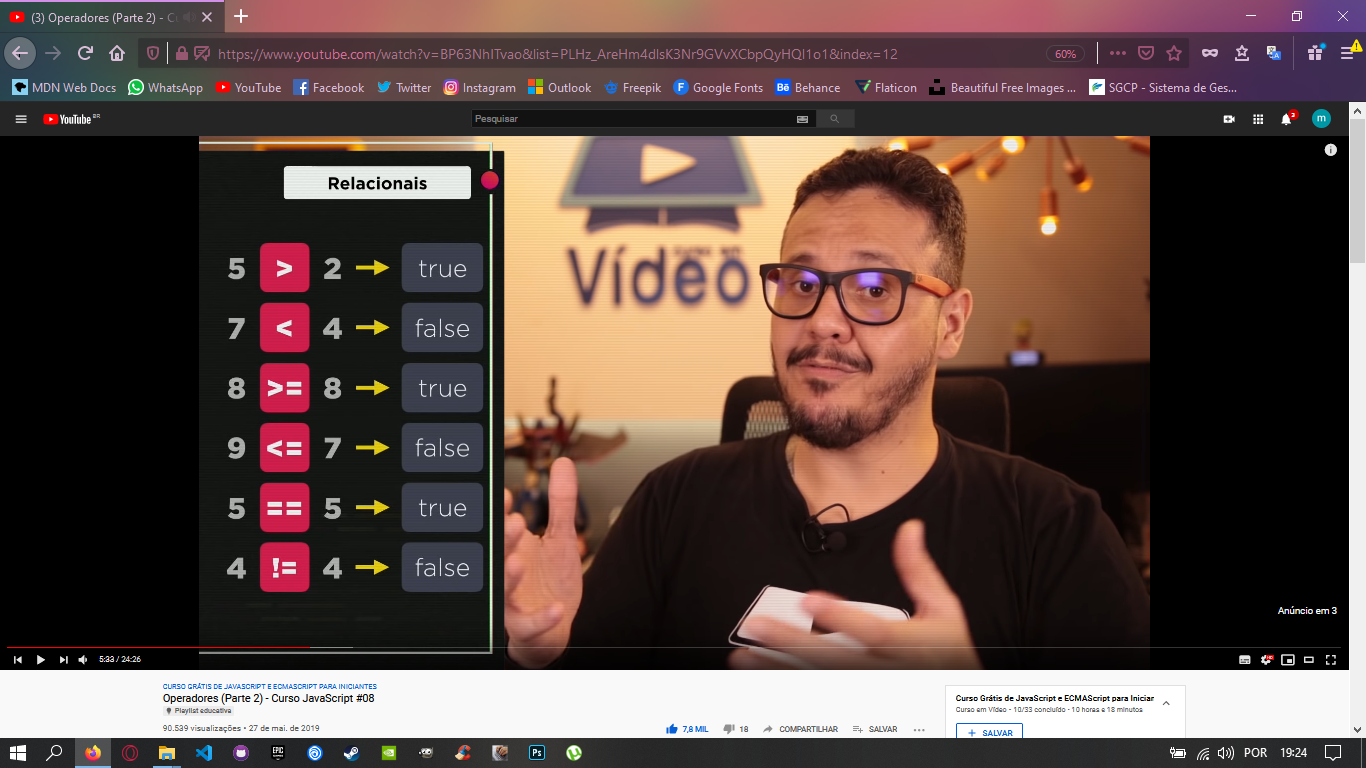 (3) Operadores (Parte 2) - C
https://www.youtube.com/watch?v=BP63NhITvao&list=PLHz_AreHm4dlsK3Nr9GVvXCbpQyHQl1o1&index=12
60%
MDN Web Docs
WhatsApp
YouTube
Facebook
Twitter
Instagram
Outlook
Freepik
Google Fonts
Behance
Flaticon
Beautiful Free Images ...
SGCP - Sistema de Ges...
YouTube BR
Pesquisar
2
m
Relacionais
5 > 2 → true
7 < 4 → false
8 >= 8 → true
9 <= 7 → false
5 == 5 → true
4 != 4 → false
Vídeo
Anúncio em 3
5:33 / 24:26
CURSO GRÁTIS DE JAVASCRIPT E ECMASCRIPT PARA INICIANTES
Operadores (Parte 2) - Curso JavaScript #08
Playlist educativa
90.539 visualizações • 27 de mai. de 2019
7,8 MIL
18
COMPARTILHAR
SALVAR
Curso Grátis de JavaScript e ECMAScript para Iniciar
Curso em Vídeo - 10/33 concluído - 10 horas e 18 minutos
+ SALVAR
EPIC
Ps
POR
19:24